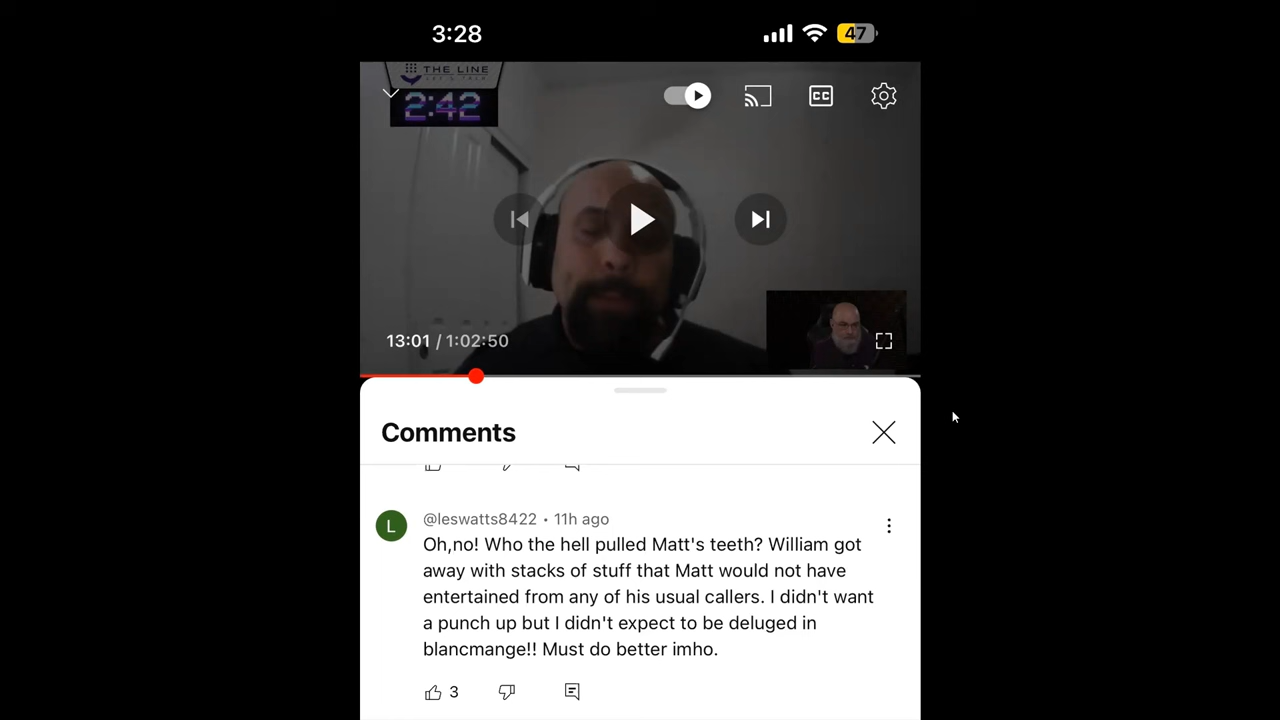 3:28
47
THE LINE
LET'S TALK
2:42
CC
13:01 / 1:02:50
Comments
L
@leswatts8422 • 11h ago
Oh,no! Who the hell pulled Matt's teeth? William got
away with stacks of stuff that Matt would not have
entertained from any of his usual callers. I didn't want
a punch up but I didn't expect to be deluged in
blancmange!! Must do better imho.
3